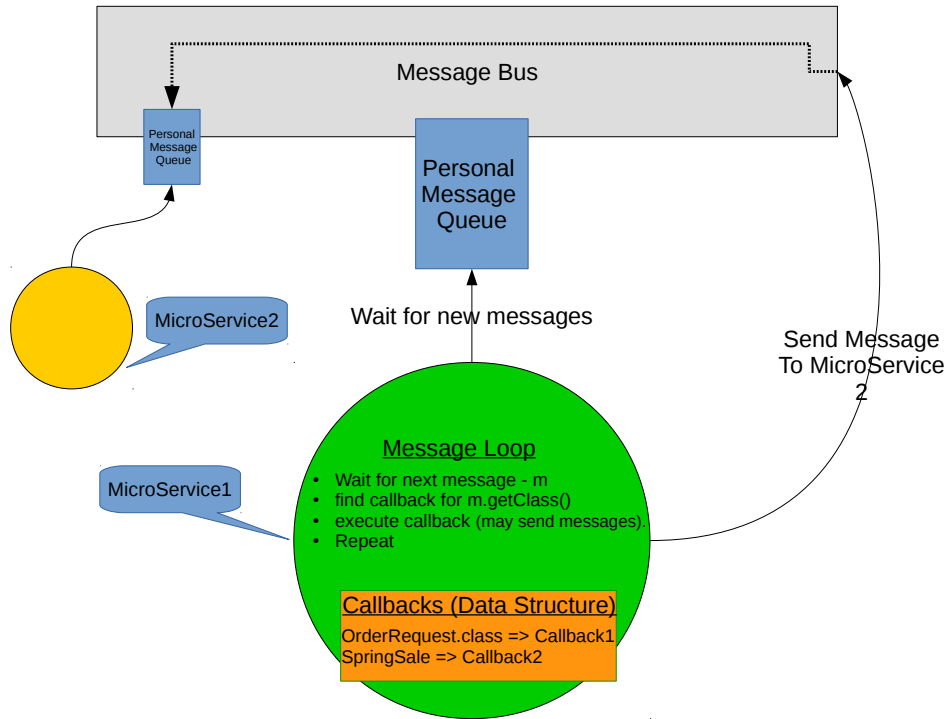 Message Bus
Personal
Message
Queue
Personal
Message
Queue
MicroService2
Wait for new messages
Send Message
To MicroService
2
Message Loop
• Wait for next message - m
• find callback for m.getClass()
• execute callback (may send messages).
• Repeat
MicroService1
Callbacks (Data Structure)
OrderRequest.class => Callback1
SpringSale => Callback2